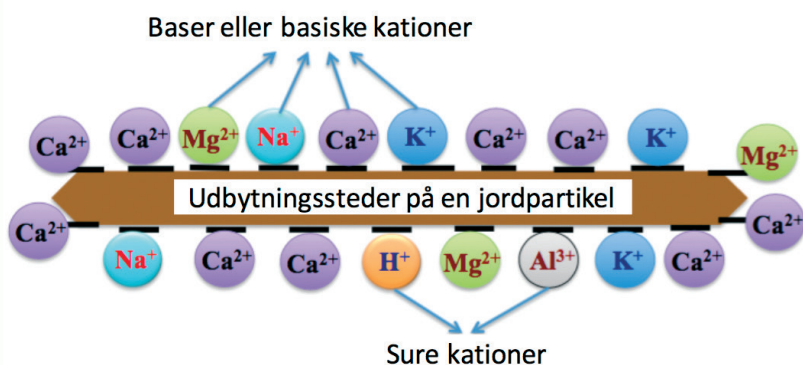 Baser eller basiske kationer
Ca²⁺ Ca²⁺ Mg²⁺ Na⁺ Ca²⁺ K⁺ Ca²⁺ Ca²⁺ K⁺ Mg²⁺
Udbytningssteder på en jordpartikel
Ca²⁺ Na⁺ Ca²⁺ Ca²⁺ H⁺ Mg²⁺ Al³⁺ K⁺ Ca²⁺ Ca²⁺
Sure kationer